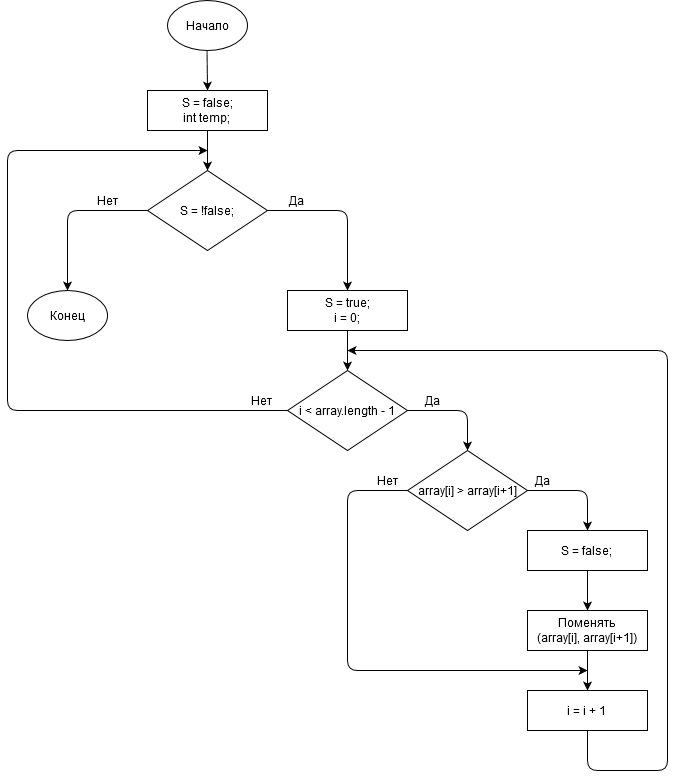 Начало
S = false;
int temp;
Нет
S = !false;
Да
Конец
S = true;
i = 0;
Нет
i < array.length - 1
Да
Нет
array[i] > array[i+1]
Да
S = false;
Поменять
(array[i], array[i+1])
i = i + 1